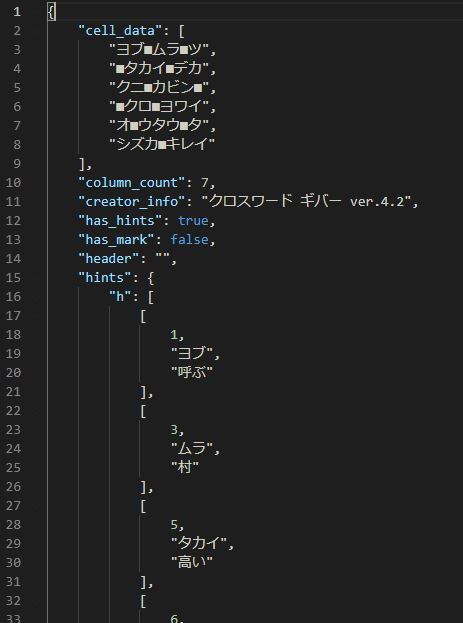 1 {
2 "cell_data": [
3 "ヨブ■ムラ■ツ",
4 "■タカイ■デカ",
5 "クニ■カビン■",
6 "■クロ■ヨワイ",
7 "オ■ウタウ■タ",
8 "シズカ■キレイ"
9 ],
10 "column_count": 7,
11 "creator_info": "クロスワード ギバー ver.4.2",
12 "has_hints": true,
13 "has_mark": false,
14 "header": "",
15 "hints": {
16 "h": [
17 [
18 1,
19 "ヨブ",
20 "呼ぶ"
21 ],
22 [
23 3,
24 "ムラ",
25 "村"
26 ],
27 [
28 5,
29 "タカイ",
30 "高い"
31 ],
32 [
33 6,